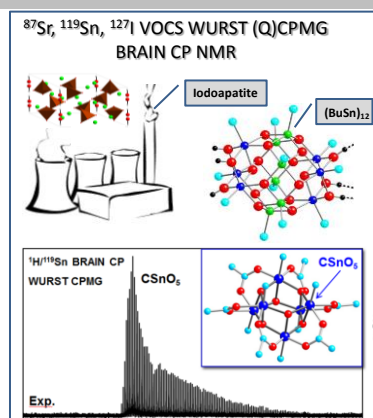 ⁸⁷Sr, ¹¹⁹Sn, ¹²⁷I VOCS WURST (Q)CPMG
BRAIN CP NMR
Iodoapatite
(BuSn)₁₂
¹H/¹¹⁹Sn BRAIN CP
WURST CPMG
CSnO₅
CSnO₅
Exp.